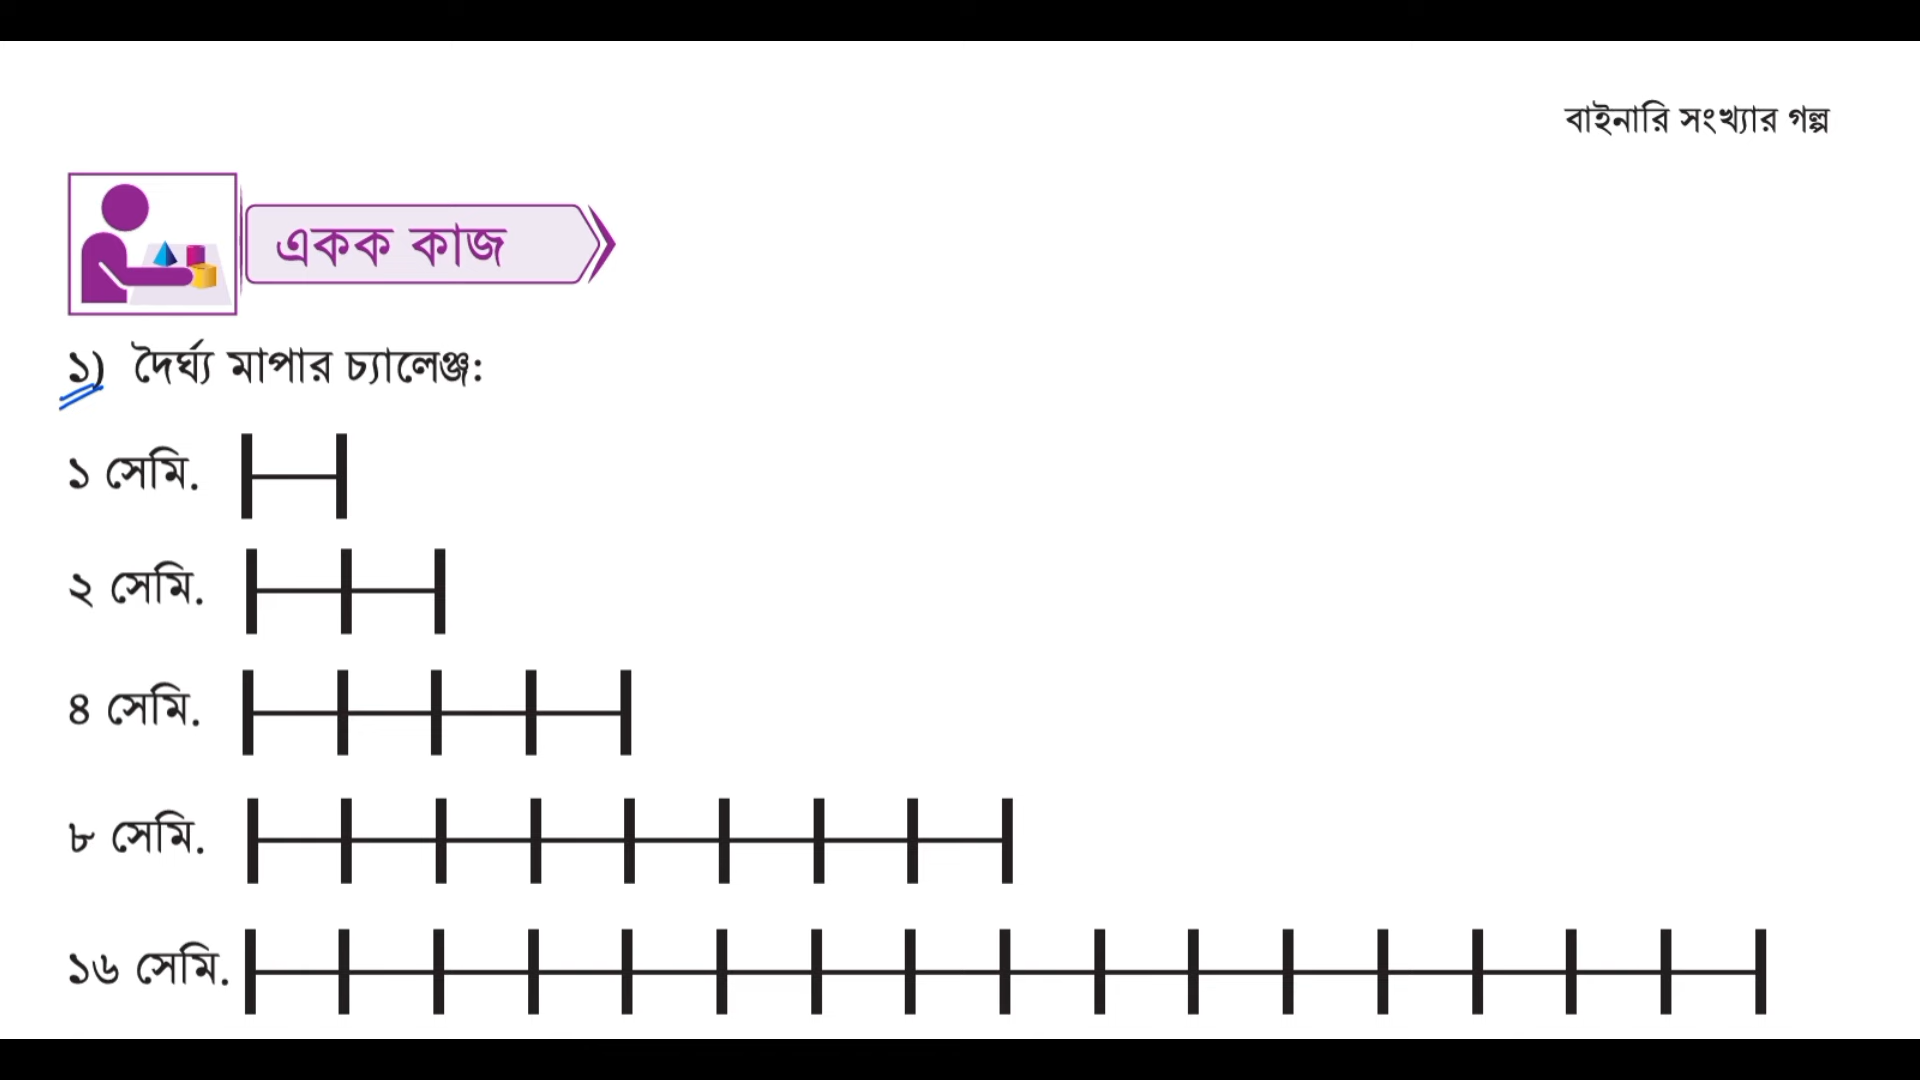 বাইনারি সংখ্যার গল্প
একক কাজ
১) দৈর্ঘ্য মাপার চ্যালেঞ্জ:
১ সেমি.
২ সেমি.
৪ সেমি.
৮ সেমি.
১৬ সেমি.